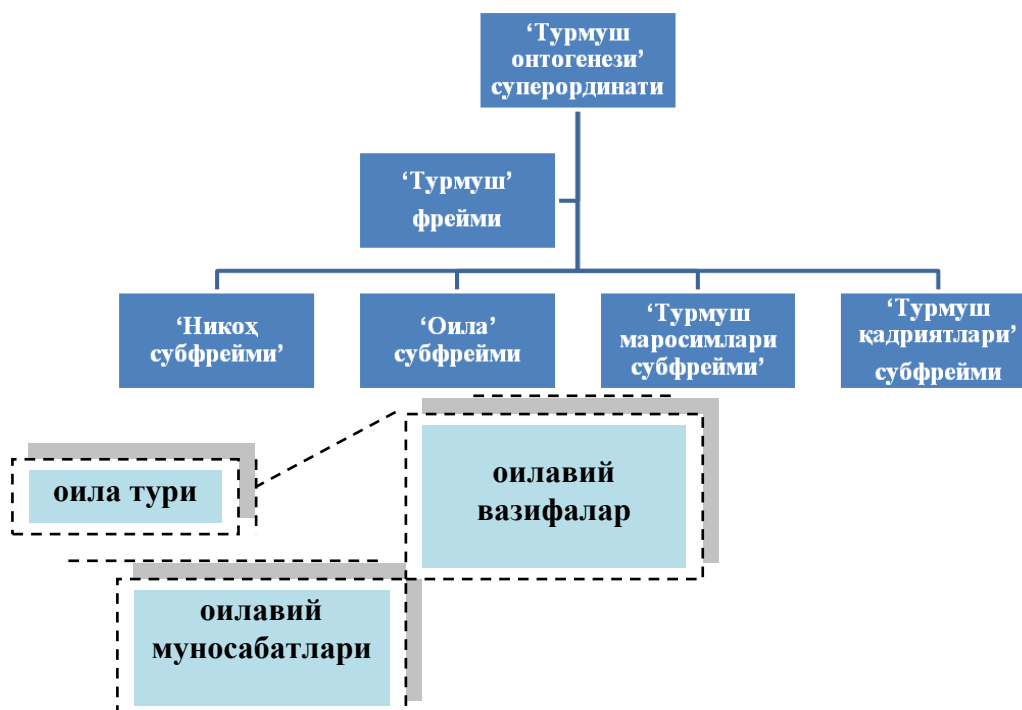 ‘Турмуш
онтогенези’
суперординати
‘Турмуш’
фрейми
‘Никоҳ
субфрейми’
‘Оила’
субфрейми
‘Турмуш
маросимлари
субфрейми’
‘Турмуш
қадриятлари’
субфрейми
оила тури
оилавий
вазифалар
оилавий
муносабатлари